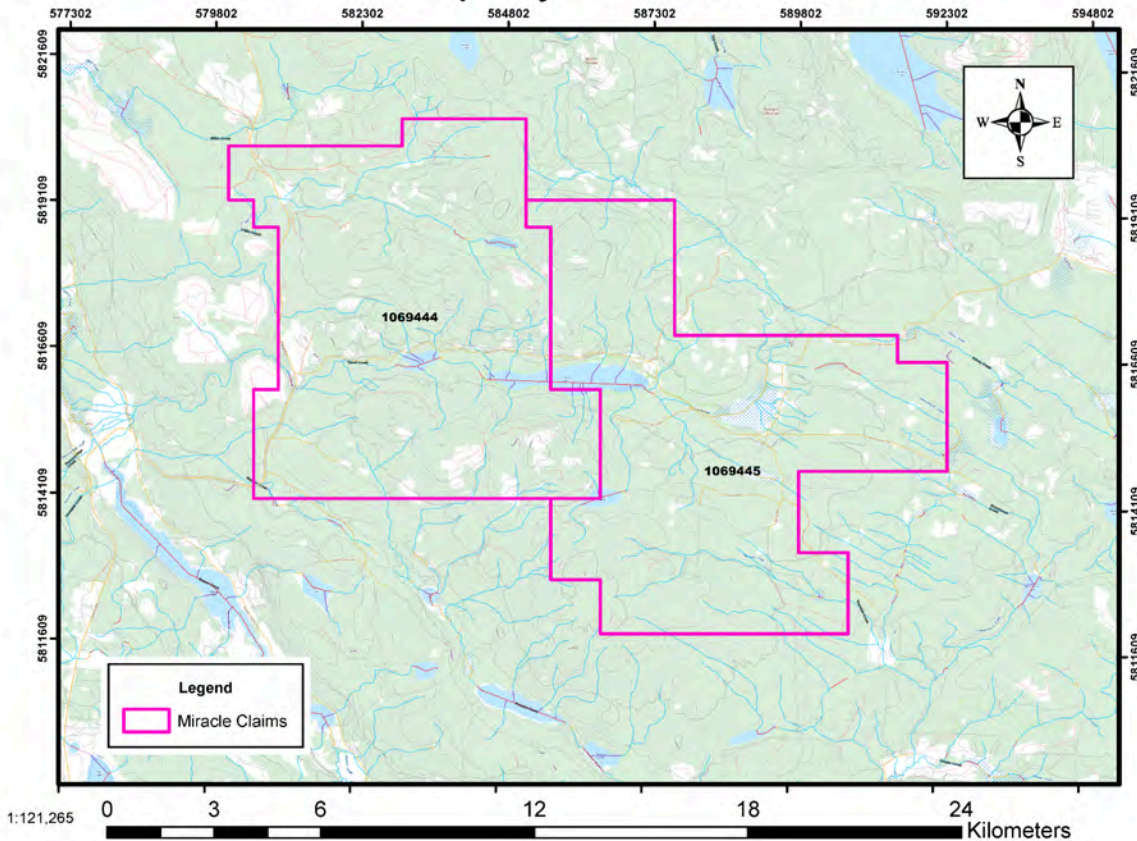 577302 579802 582302 584802 587302 589802 592302 594802
5821609 5821609
N
W E
S
5819109 5819109
1069444
5816609 5816609
1069445
5814109 5814109
5811609 5811609
Legend
Miracle Claims
1:121,265
0 3 6 12 18 24
Kilometers